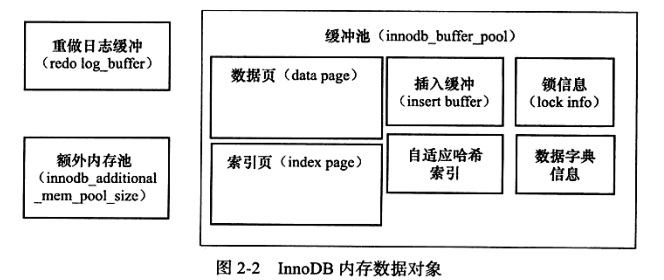 重做日志缓冲
（redo log_buffer）
额外内存池
（innodb_additional
_mem_pool_size）
缓冲池（innodb_buffer_pool）
数据页（data page）
插入缓冲
（insert buffer）
锁信息
（lock info）
索引页（index page）
自适应哈希
索引
数据字典
信息
图 2-2 InnoDB 内存数据对象